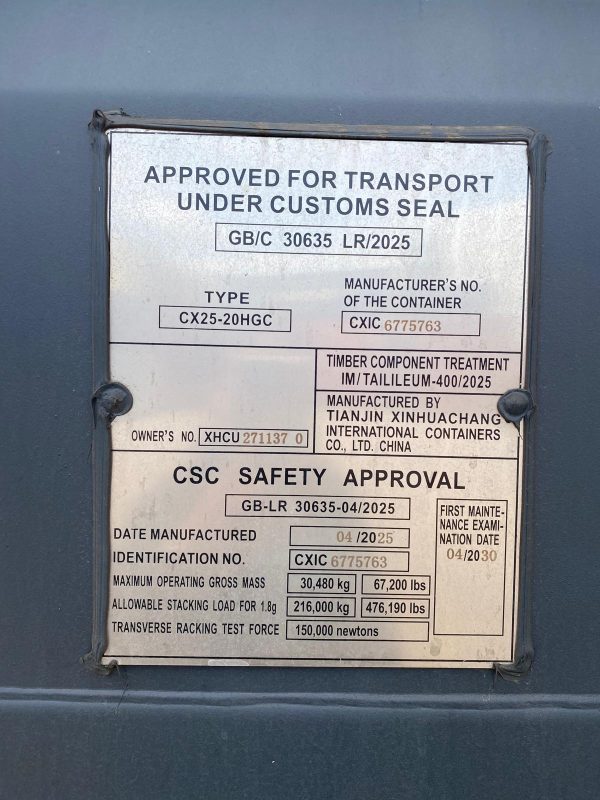 APPROVED FOR TRANSPORT
UNDER CUSTOMS SEAL
GB/C 30635 LR/2025
TYPE
CX25-20HGC
MANUFACTURER'S NO.
OF THE CONTAINER
CXIC 6775763
TIMBER COMPONENT TREATMENT
IM/TAILILEUM-400/2025
OWNER'S NO. XHCU 271137 0
MANUFACTURED BY
TIANJIN XINHUACHANG
INTERNATIONAL CONTAINERS
CO., LTD. CHINA
CSC SAFETY APPROVAL
GB-LR 30635-04/2025
DATE MANUFACTURED 04 /2025
IDENTIFICATION NO. CXIC 6775763
MAXIMUM OPERATING GROSS MASS 30,480 kg 67,200 lbs
ALLOWABLE STACKING LOAD FOR 1.8g 216,000 kg 476,190 lbs
TRANSVERSE RACKING TEST FORCE 150,000 newtons
FIRST MAINTE-
NANCE EXAMI-
NATION DATE
04/2030